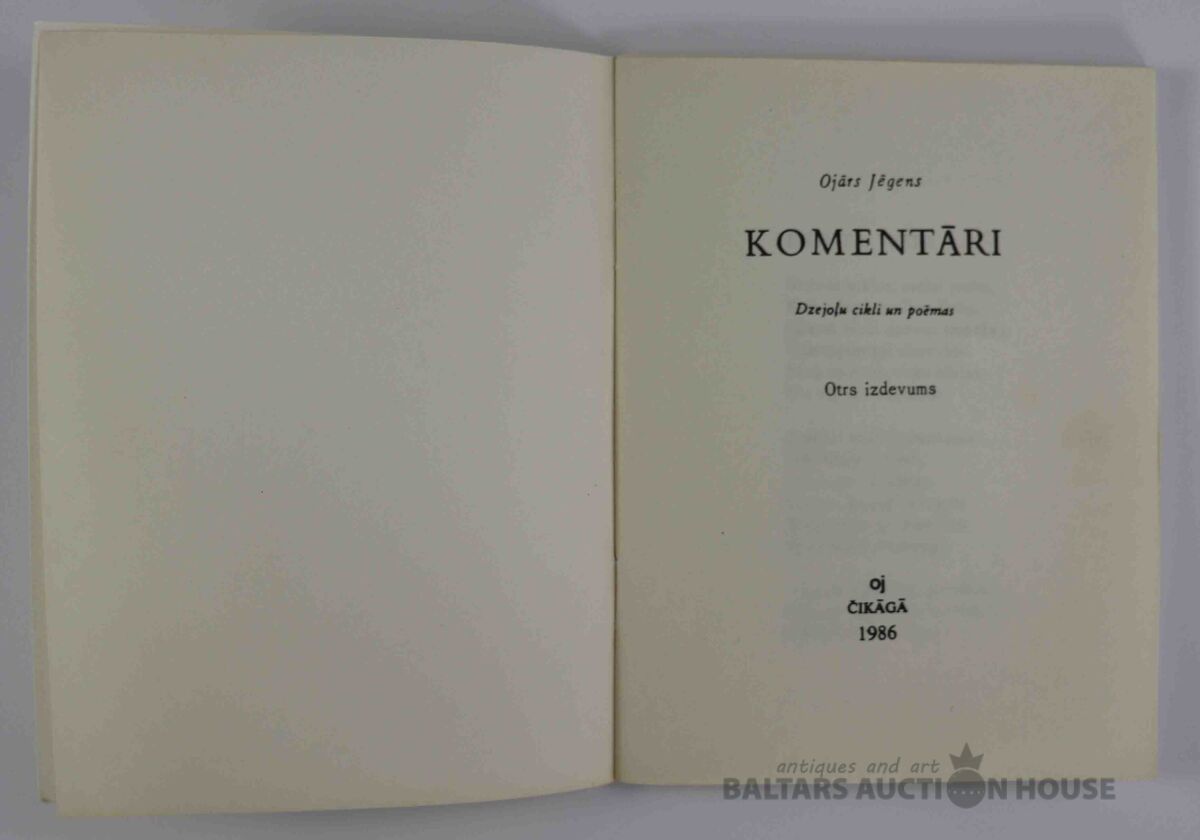 Ojārs Jēgens
KOMENTĀRI
Dzejoļu cikli un poēmas
Otrs izdevums
oj
ČIKĀGĀ
1986
antiques and art
BALTARS AUCTION HOUSE